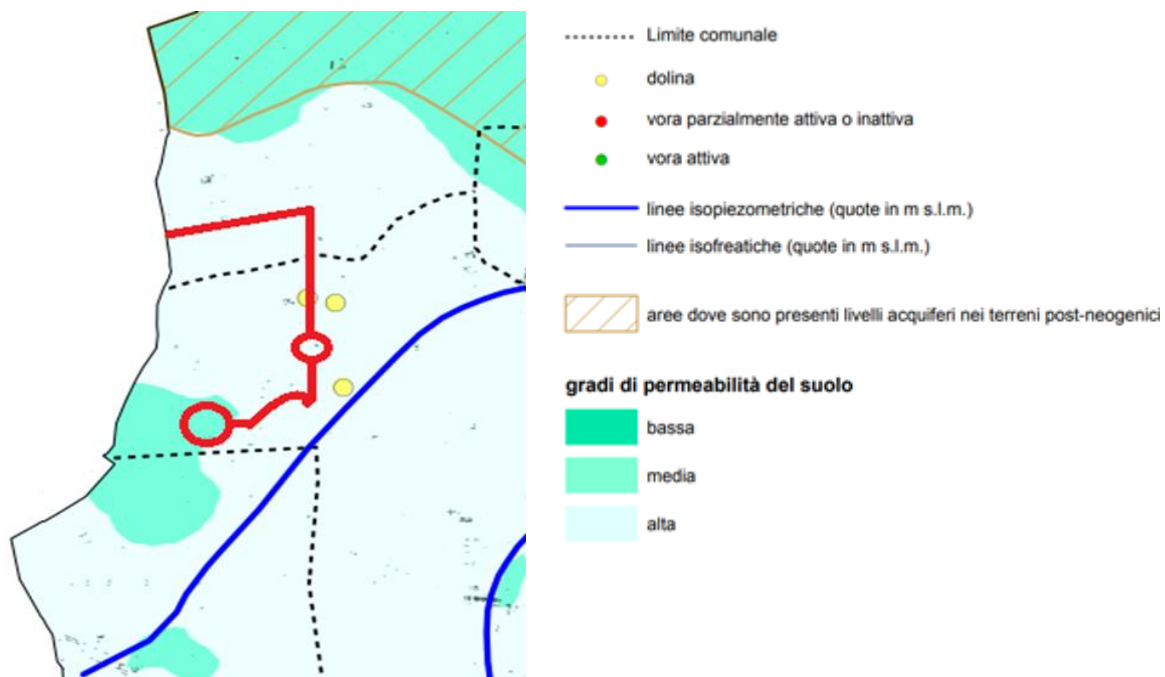 Limite comunale
dolina
vora parzialmente attiva o inattiva
vora attiva
linee isopiezometriche (quote in m s.l.m.)
linee isofreatiche (quote in m s.l.m.)
aree dove sono presenti livelli acquiferi nei terreni post-neogenici
gradi di permeabilità del suolo
bassa
media
alta